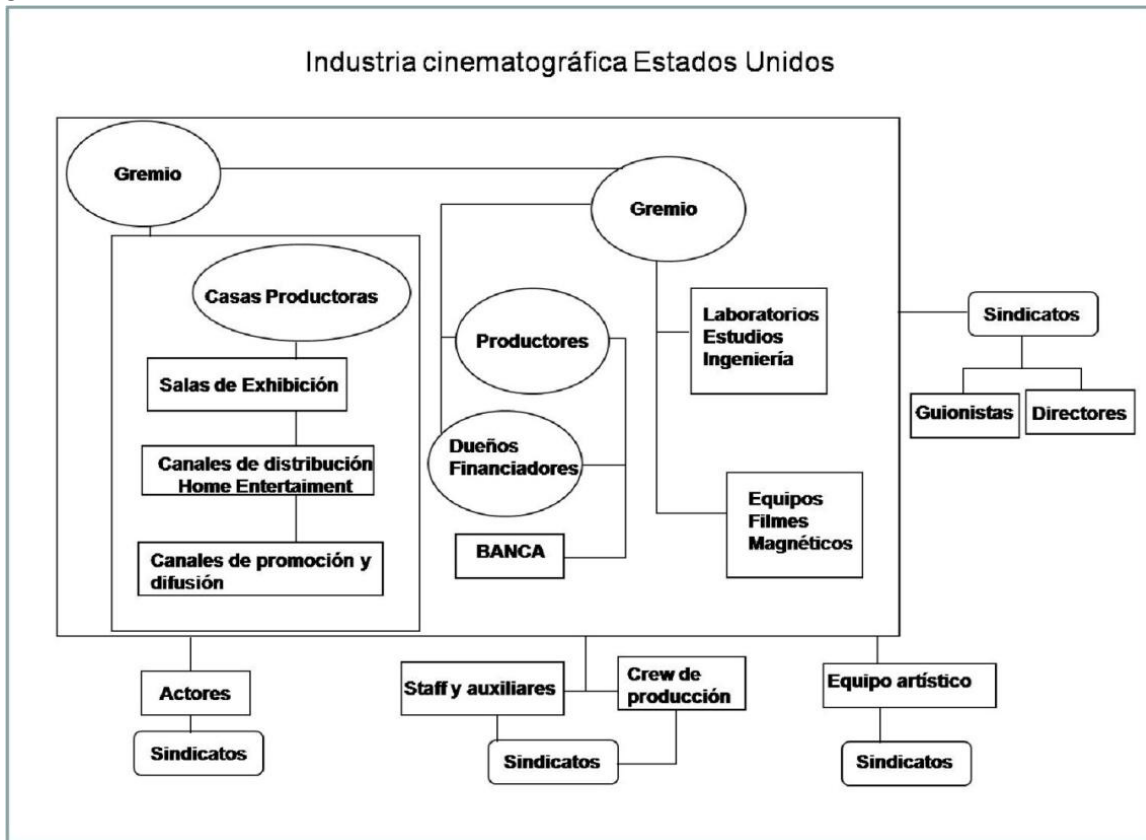 Industria cinematográfica Estados Unidos
Gremio
Gremio
Casas Productoras
Salas de Exhibición
Canales de distribución
Home Entertaiment
Canales de promoción y
difusión
Productores
Dueños
Financiadores
BANCA
Laboratorios
Estudios
Ingeniería
Equipos
Filmes
Magnéticos
Sindicatos
Guionistas
Directores
Actores
Sindicatos
Staff y auxiliares
Crew de
producción
Sindicatos
Equipo artístico
Sindicatos